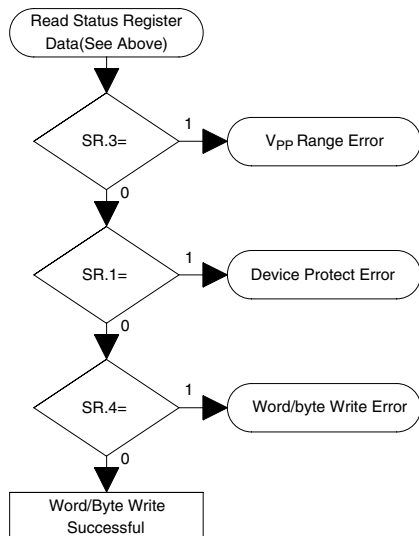 Read Status Register
Data(See Above)
SR.3=
1
VPP Range Error
0
SR.1=
1
Device Protect Error
0
SR.4=
1
Word/byte Write Error
0
Word/Byte Write
Successful